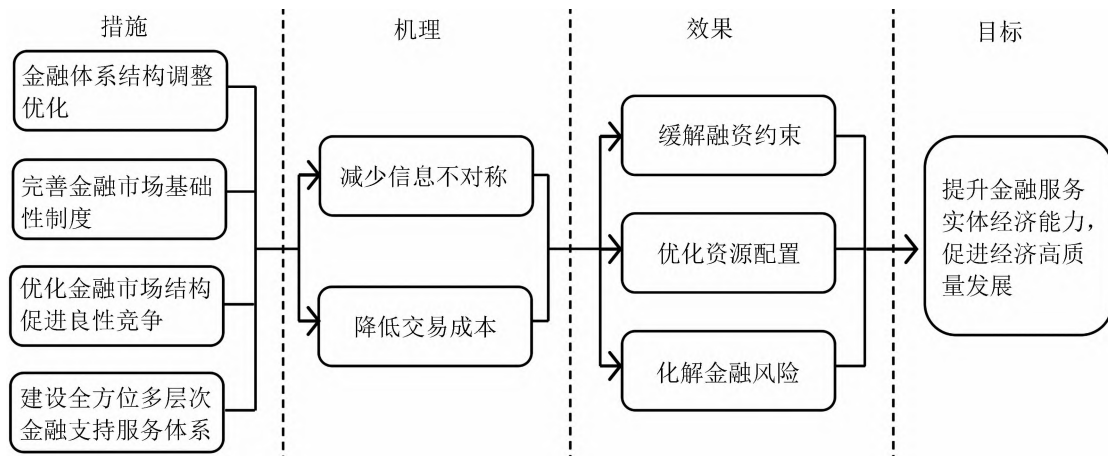 措施
金融体系结构调整
优化
完善金融市场基础
性制度
优化金融市场结构
促进良性竞争
建设全方位多层次
金融支持服务体系
机理
减少信息不对称
降低交易成本
效果
缓解融资约束
优化资源配置
化解金融风险
目标
提升金融服务
实体经济能力，
促进经济高质
量发展